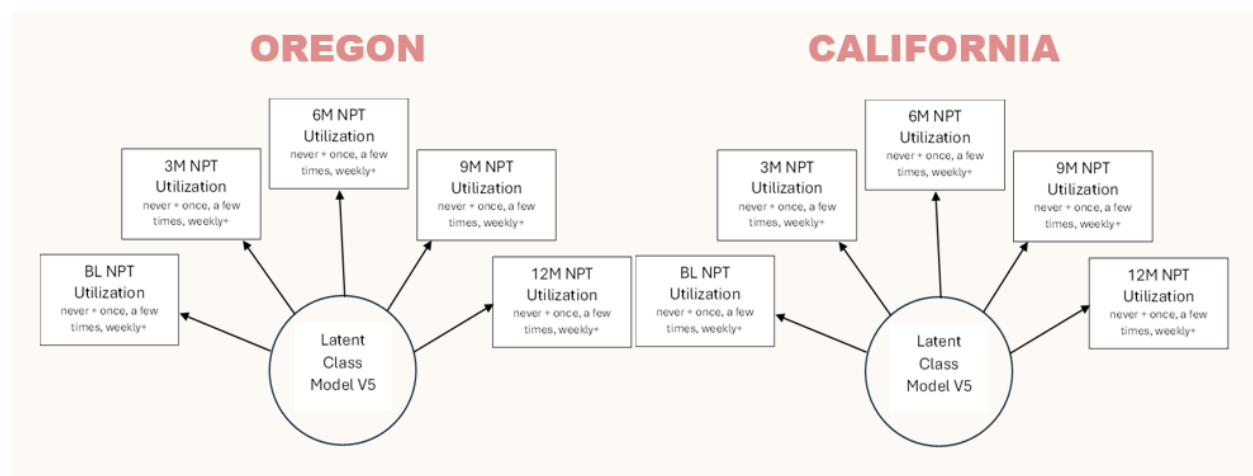 OREGON
6M NPT
Utilization
never + once, a few
times, weekly+
3M NPT
Utilization
never + once, a few
times, weekly+
9M NPT
Utilization
never + once, a few
times, weekly+
BL NPT
Utilization
never + once, a few
times, weekly+
12M NPT
Utilization
never + once, a few
times, weekly+
Latent
Class
Model V5
CALIFORNIA
6M NPT
Utilization
never + once, a few
times, weekly+
3M NPT
Utilization
never + once, a few
times, weekly+
9M NPT
Utilization
never + once, a few
times, weekly+
BL NPT
Utilization
never + once, a few
times, weekly+
12M NPT
Utilization
never + once, a few
times, weekly+
Latent
Class
Model V5